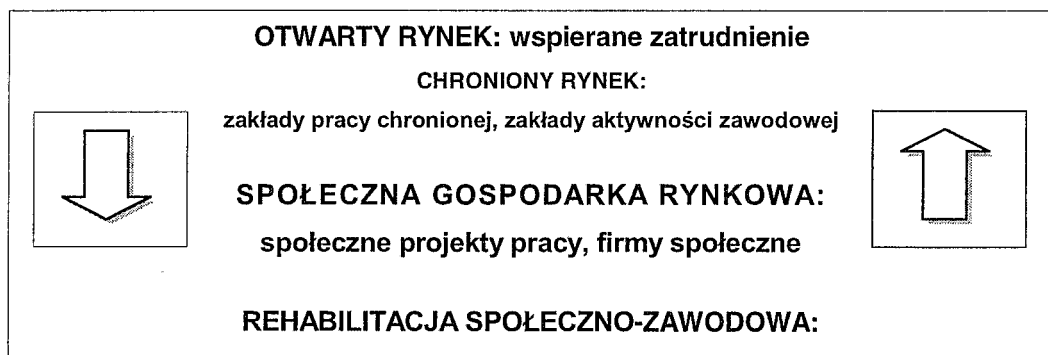 OTWARTY RYNEK: wspierane zatrudnienie
CHRONIONY RYNEK:
zakłady pracy chronionej, zakłady aktywności zawodowej
SPOŁECZNA GOSPODARKA RYNKOWA:
społeczne projekty pracy, firmy społeczne
REHABILITACJA SPOŁECZNO-ZAWODOWA: